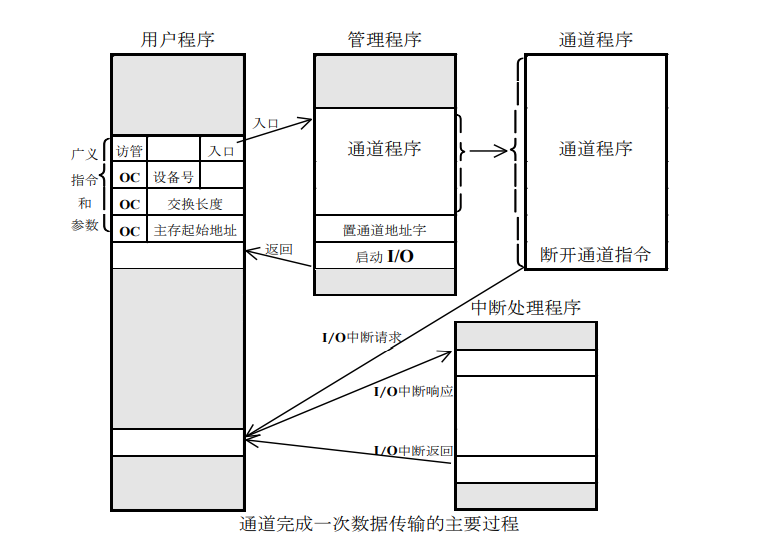 用户程序
管理程序
通道程序
入口
广义
指令
和
参数
访管 入口
OC 设备号
OC 交换长度
OC 主存起始地址
通道程序
置通道地址字
启动 I/O
返回
通道程序
断开通道指令
中断处理程序
I/O中断请求
I/O中断响应
I/O中断返回
通道完成一次数据传输的主要过程